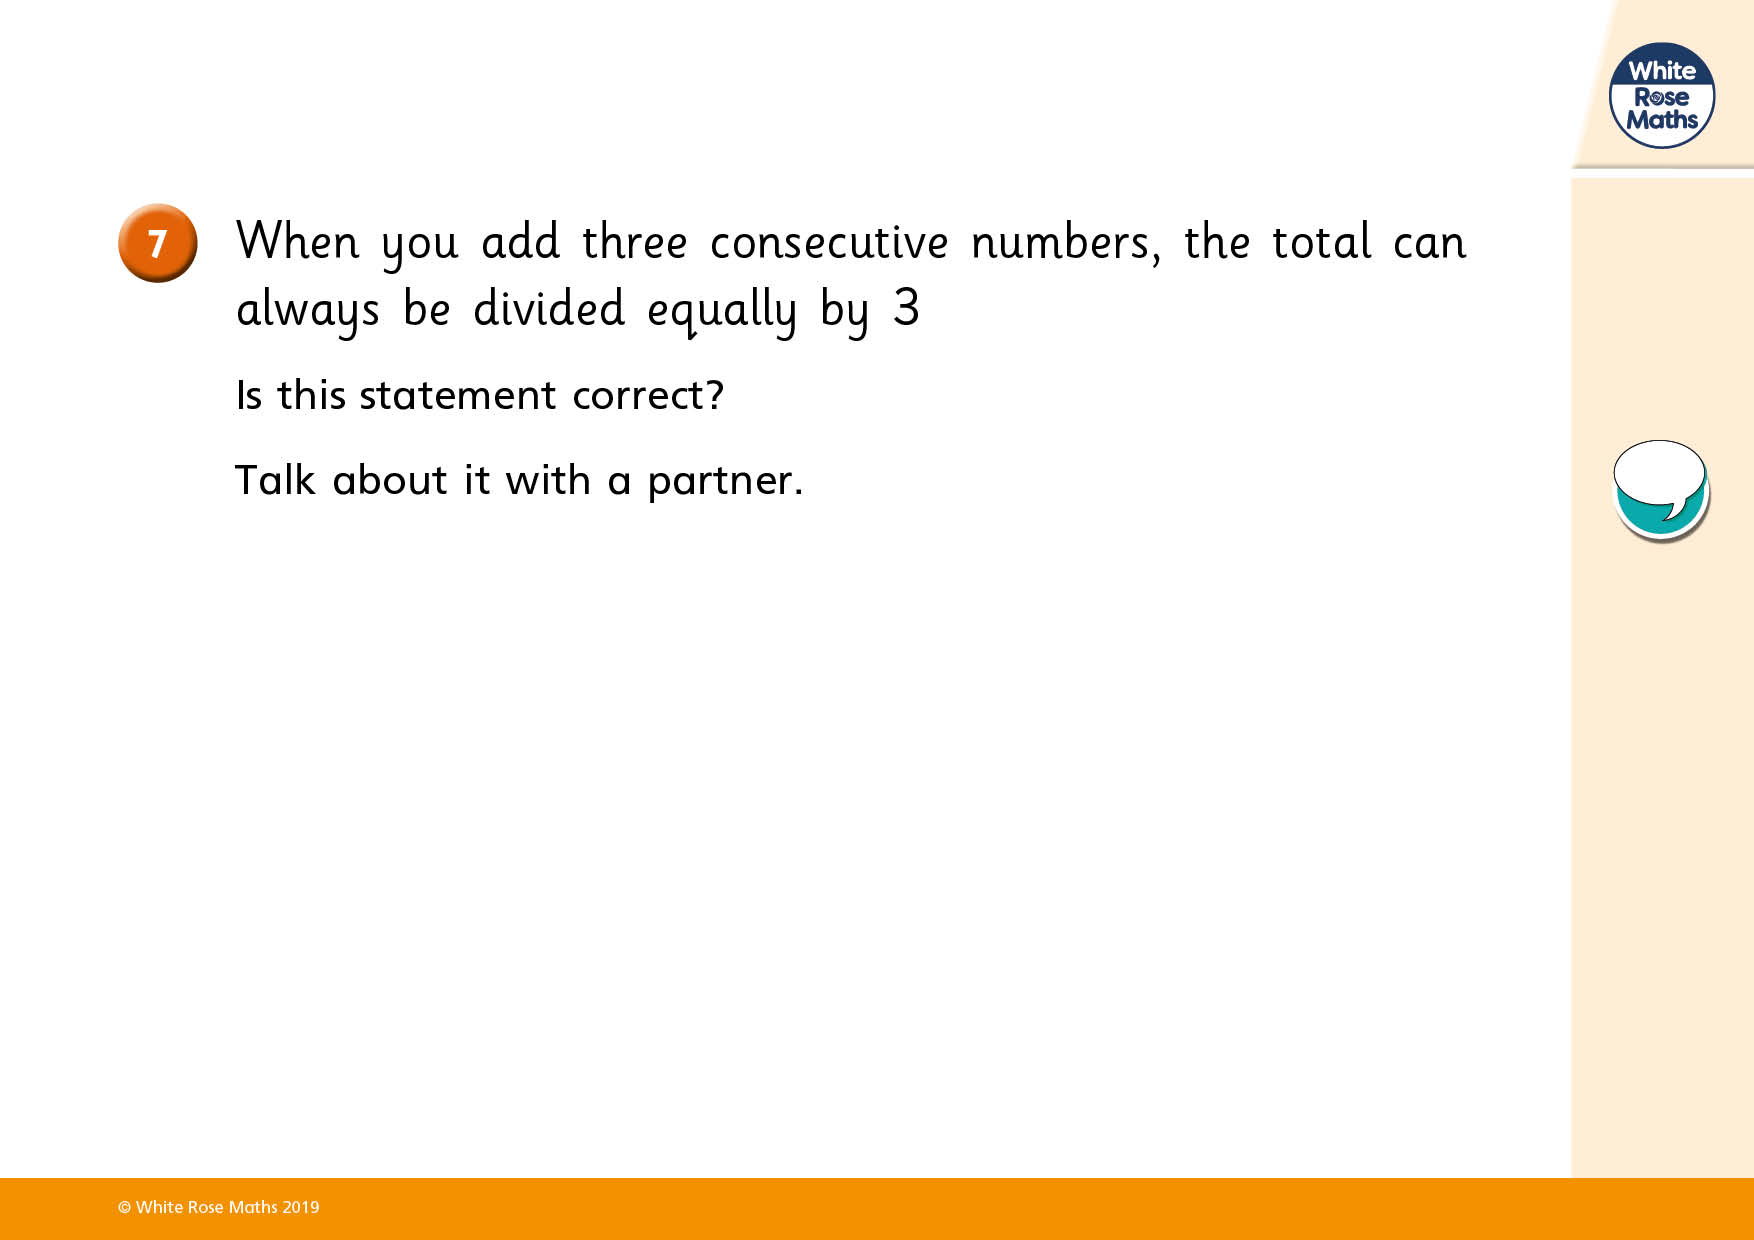 White
Rose
Maths
7
When you add three consecutive numbers, the total can
always be divided equally by 3
Is this statement correct?
Talk about it with a partner.
© White Rose Maths 2019